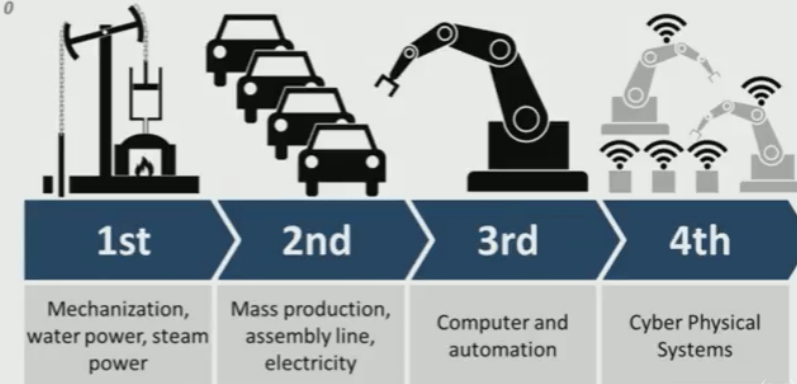 0
1st
2nd
3rd
4th
Mechanization,
water power, steam
power
Mass production,
assembly line,
electricity
Computer and
automation
Cyber Physical
Systems